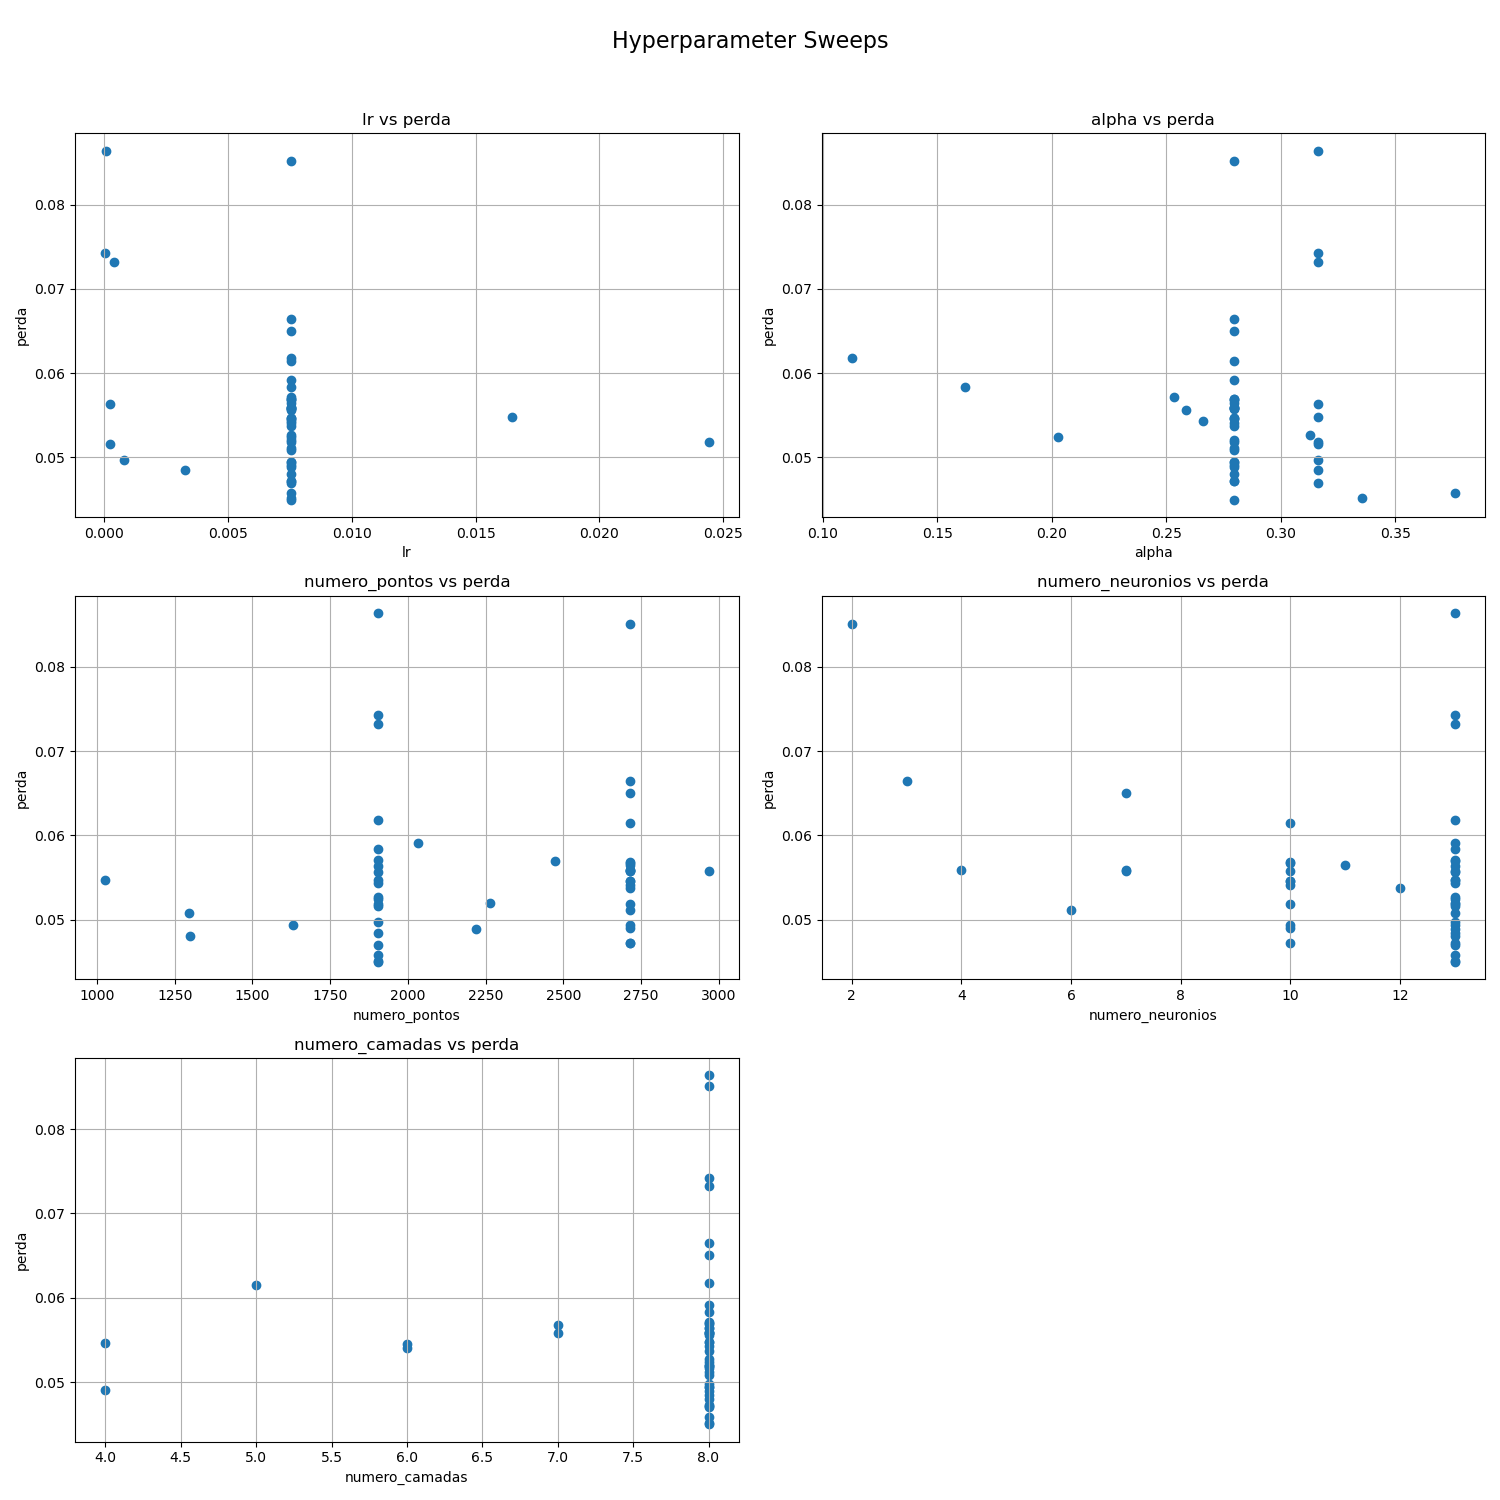 Hyperparameter Sweeps
lr vs perda
perda
0.08
0.07
0.06
0.05
0.000 0.005 0.010 0.015 0.020 0.025
lr
alpha vs perda
perda
0.08
0.07
0.06
0.05
0.10 0.15 0.20 0.25 0.30 0.35
alpha
numero_pontos vs perda
perda
0.08
0.07
0.06
0.05
1000 1250 1500 1750 2000 2250 2500 2750 3000
numero_pontos
numero_neuronios vs perda
perda
0.08
0.07
0.06
0.05
2 4 6 8 10 12
numero_neuronios
numero_camadas vs perda
perda
0.08
0.07
0.06
0.05
4.0 4.5 5.0 5.5 6.0 6.5 7.0 7.5 8.0
numero_camadas